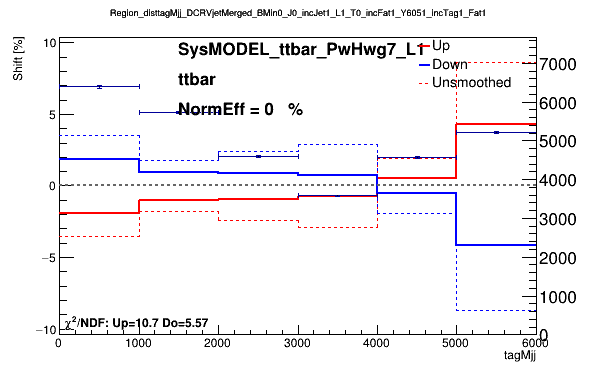 Region_disttagMjj_DCRVjetMerged_BMin0_J0_incJet1_L1_T0_incFat1_Y6051_incTag1_Fat1
Shift [%]
SysMODEL_ttbar_PwHwg7_L1
ttbar
NormEff = 0 %
Up
Down
Unsmoothed
10
5
0
−5
−10
7000
6000
5000
4000
3000
2000
1000
0
χ²/NDF: Up=10.7 Do=5.57
0 1000 2000 3000 4000 5000 6000
tagMjj